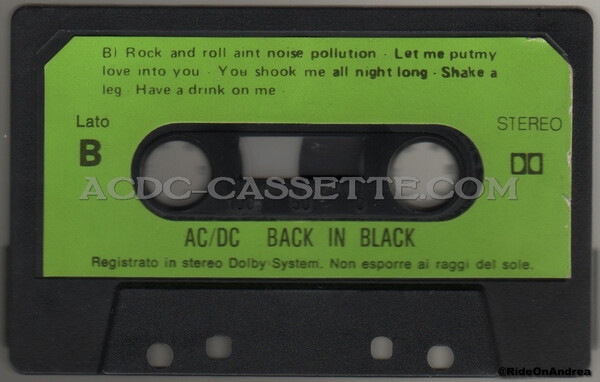 B) Rock and roll aint noise pollution - Let me putmy
love into you - You shook me all night long - Shake a
leg - Have a drink on me -
Lato
B
STEREO
ACDC-CASSETTE.COM
AC/DC BACK IN BLACK
Registrato in stereo Dolby System. Non esporre ai raggi del sole.
@RideOnAndrea